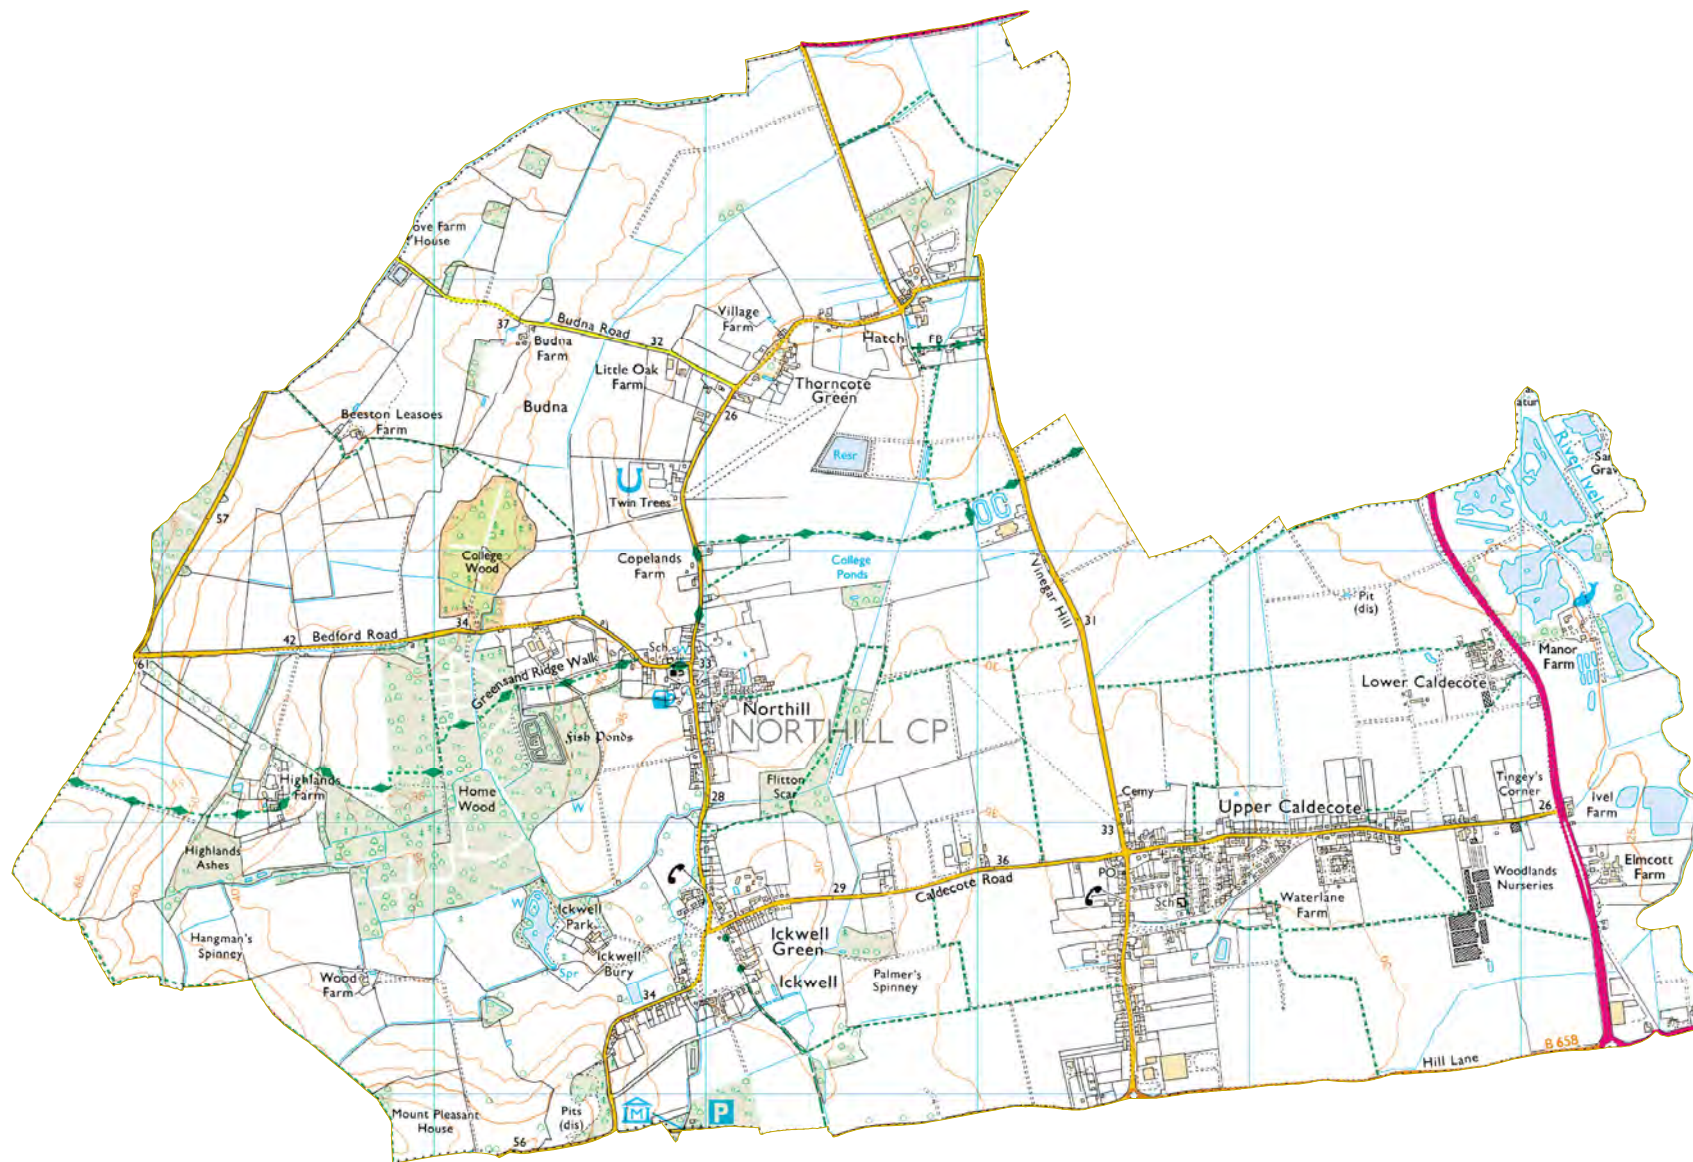 ove Farm
House
37
Budna Road
32
Budna
Farm
Village
Farm
Hatch
FB
Little Oak
Farm
Thorncote
Green
26
Budna
Beeston Leasoes
Farm
57
Resr
Twin Trees
College
Wood
Copelands
Farm
College
Ponds
Vinegar Hill
31
River Ivel
Pit
(dis)
Manor
Farm
Lower Caldecote
42
Bedford Road
34
61
Sch
W
33
Greensand Ridge Walk
Northill
NORTHILL CP
Fish Ponds
30
Highlands
Farm
Home
Wood
W
28
Flitton
Scar
Cemy
33
Upper Caldecote
Tingey's
Corner
26
Ivel
Farm
Highlands
Ashes
36
29
Caldecote Road
PO
Sch
Waterlane
Farm
Woodlands
Nurseries
Elmcott
Farm
Hangman's
Spinney
W
Ickwell
Park
Ickwell
Bury
Spr
Ickwell
Green
Ickwell
Palmer's
Spinney
30
Wood
Farm
34
Mount Pleasant
House
Pits
(dis)
56
M
P
Hill Lane
B 658